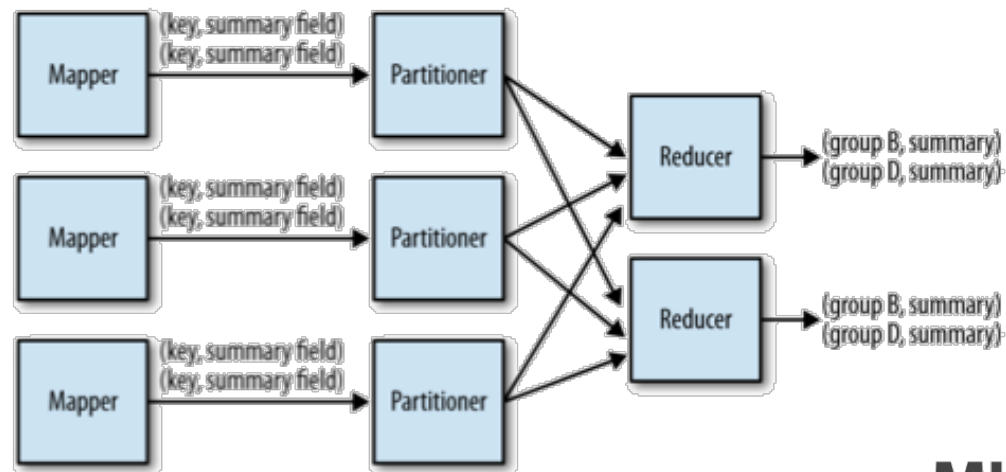 (key, summary field)
(key, summary field)
Mapper
Partitioner
Reducer
(group B, summary)
(group D, summary)
(key, summary field)
(key, summary field)
Mapper
Partitioner
Reducer
(group B, summary)
(group D, summary)
(key, summary field)
(key, summary field)
Mapper
Partitioner